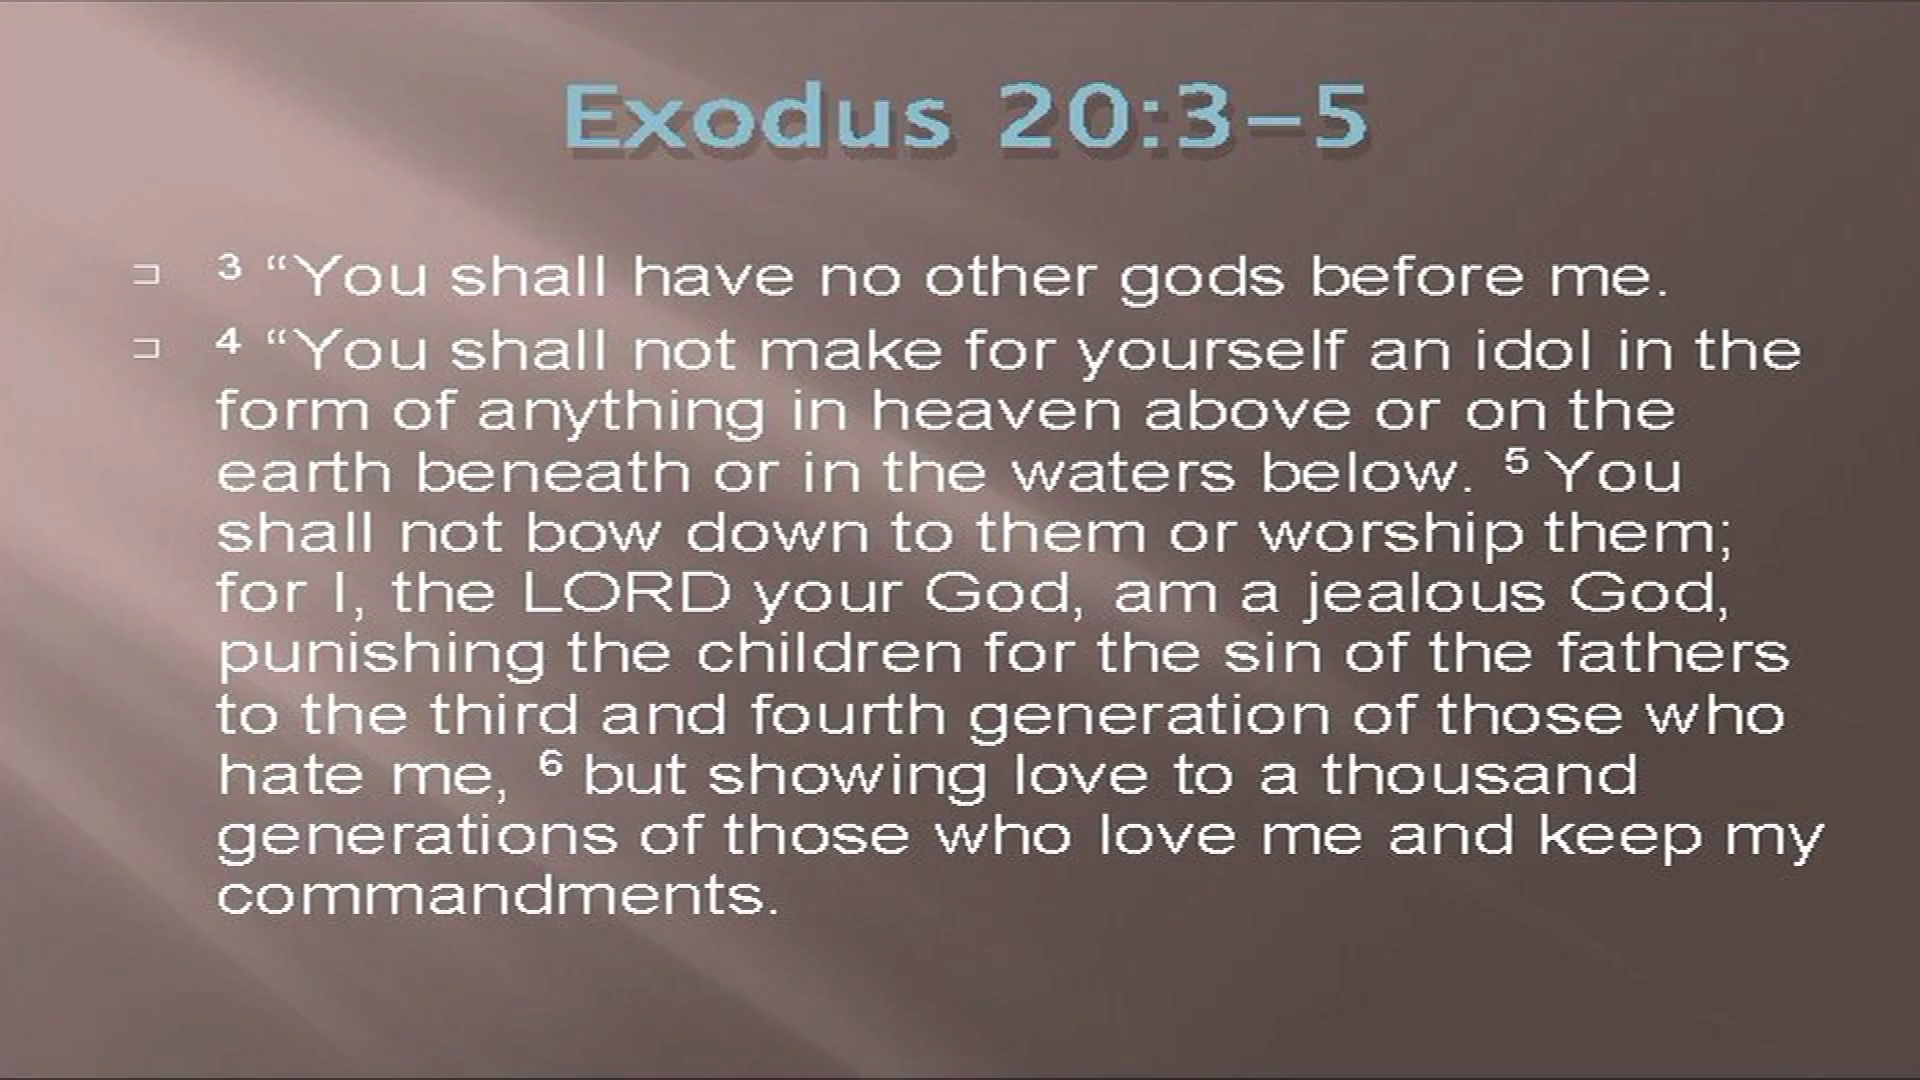 Exodus 20:3–5
3 “You shall have no other gods before me.
4 “You shall not make for yourself an idol in the
form of anything in heaven above or on the
earth beneath or in the waters below. 5 You
shall not bow down to them or worship them;
for I, the LORD your God, am a jealous God,
punishing the children for the sin of the fathers
to the third and fourth generation of those who
hate me, 6 but showing love to a thousand
generations of those who love me and keep my
commandments.